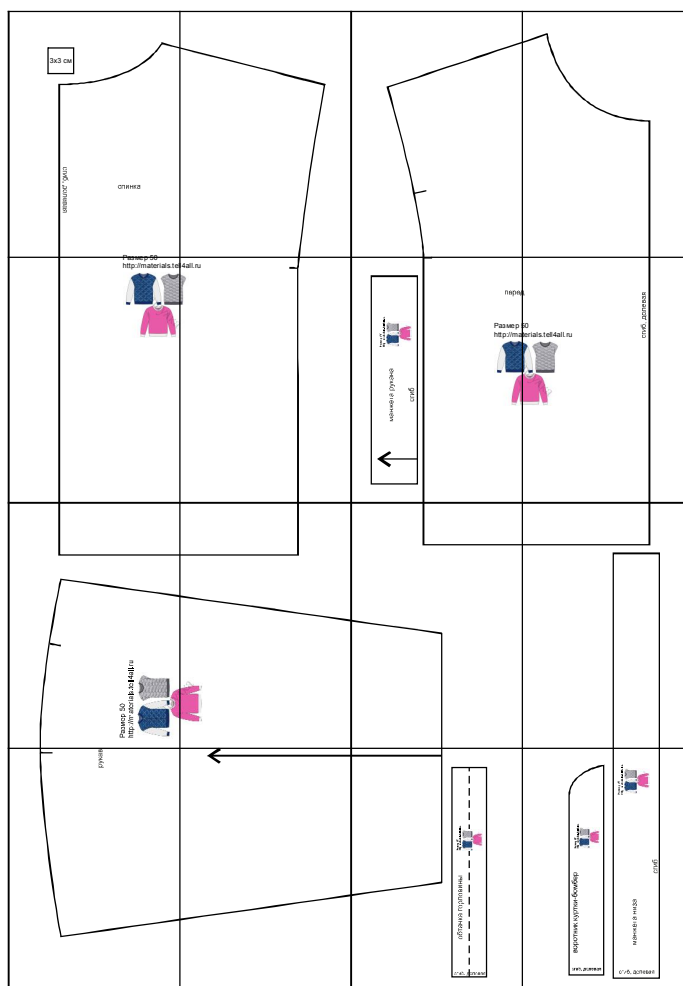 3x3 см
сгиб, долевая
спинка
Размер 50
http://materials.tell4all.ru
перед
сгиб, долевая
Размер 50
http://materials.tell4all.ru
манжета рукава
сгиб
Размер 50
http://materials.tell4all.ru
рукав
обтачка горловины
сгиб, долевая
воротник куртки-бомбер
сгиб, долевая
манжета низа
сгиб
сгиб, долевая